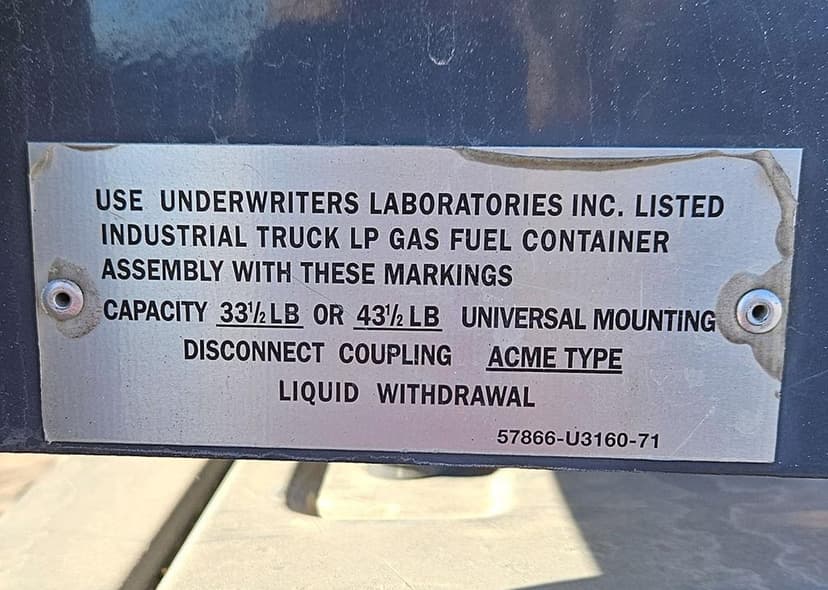 USE UNDERWRITERS LABORATORIES INC. LISTED
INDUSTRIAL TRUCK LP GAS FUEL CONTAINER
ASSEMBLY WITH THESE MARKINGS
CAPACITY 33½ LB OR 43½ LB UNIVERSAL MOUNTING
DISCONNECT COUPLING ACME TYPE
LIQUID WITHDRAWAL
57866-U3160-71